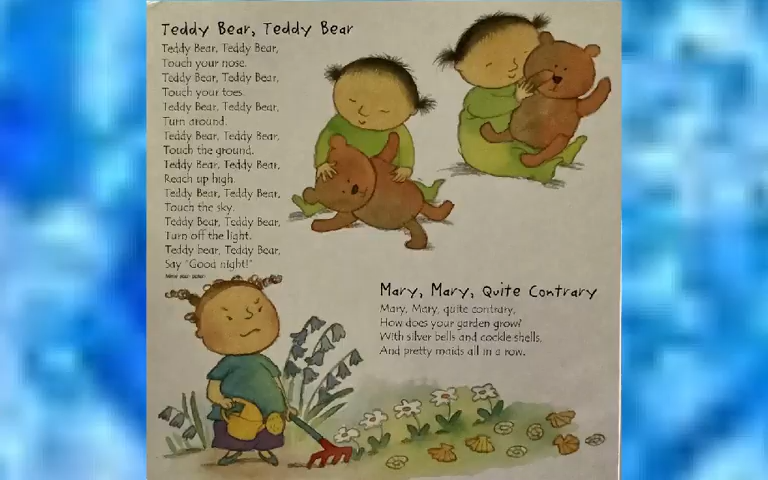 Teddy Bear, Teddy Bear
Teddy Bear, Teddy Bear,
Touch your nose.
Teddy Bear, Teddy Bear,
Touch your toes.
Teddy Bear, Teddy Bear,
Turn around.
Teddy Bear, Teddy Bear,
Touch the ground.
Teddy Bear, Teddy Bear,
Reach up high.
Teddy Bear, Teddy Bear,
Touch the sky.
Teddy Bear, Teddy Bear,
Turn off the light.
Teddy bear, Teddy Bear,
Say "Good night!"
Mary, Mary, Quite Contrary
Mary, Mary, quite contrary,
How does your garden grow?
With silver bells and cockle shells,
And pretty maids all in a row.